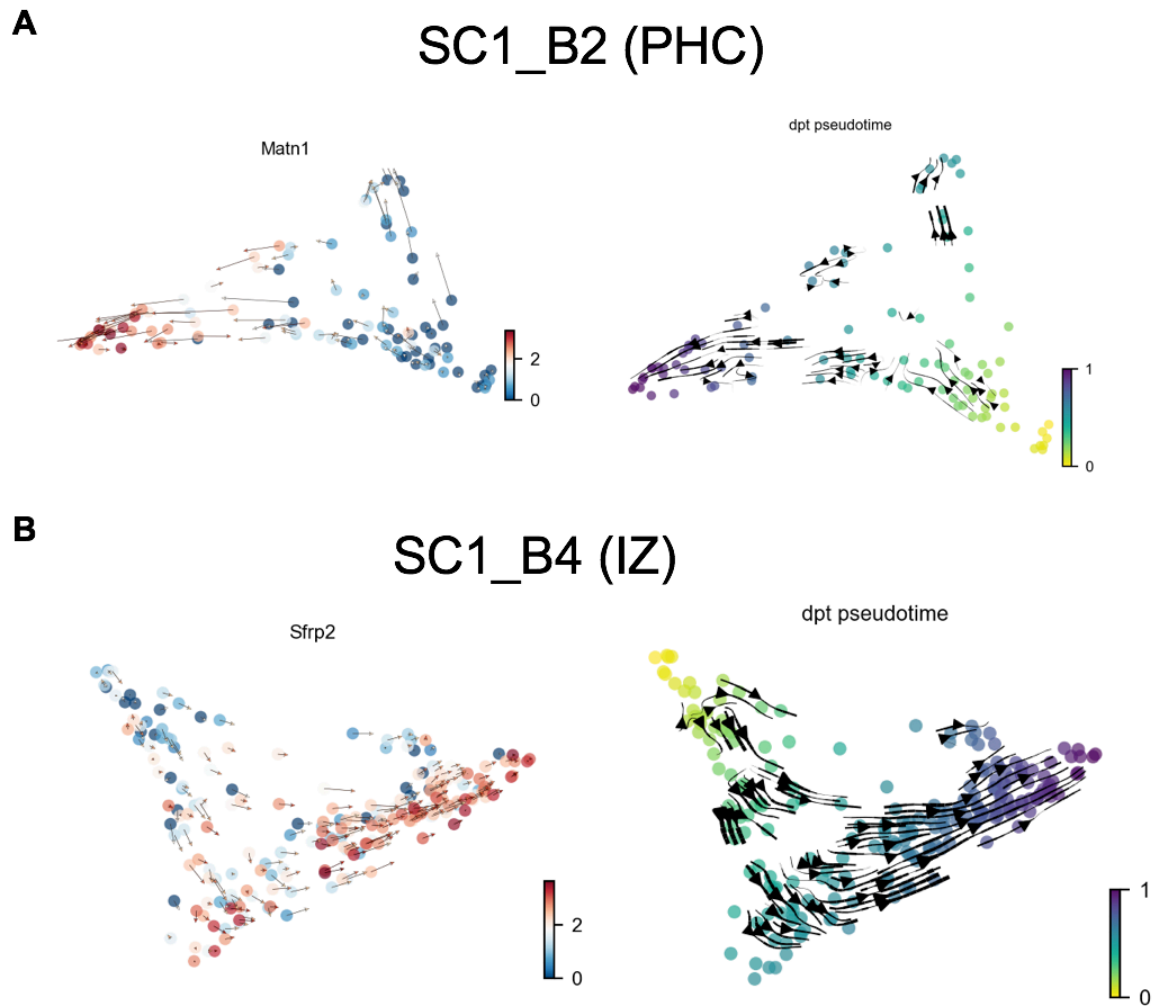 A
SC1_B2 (PHC)
Matn1
dpt pseudotime
2
0
1
0
B
SC1_B4 (IZ)
Sfrp2
dpt pseudotime
2
0
1
0